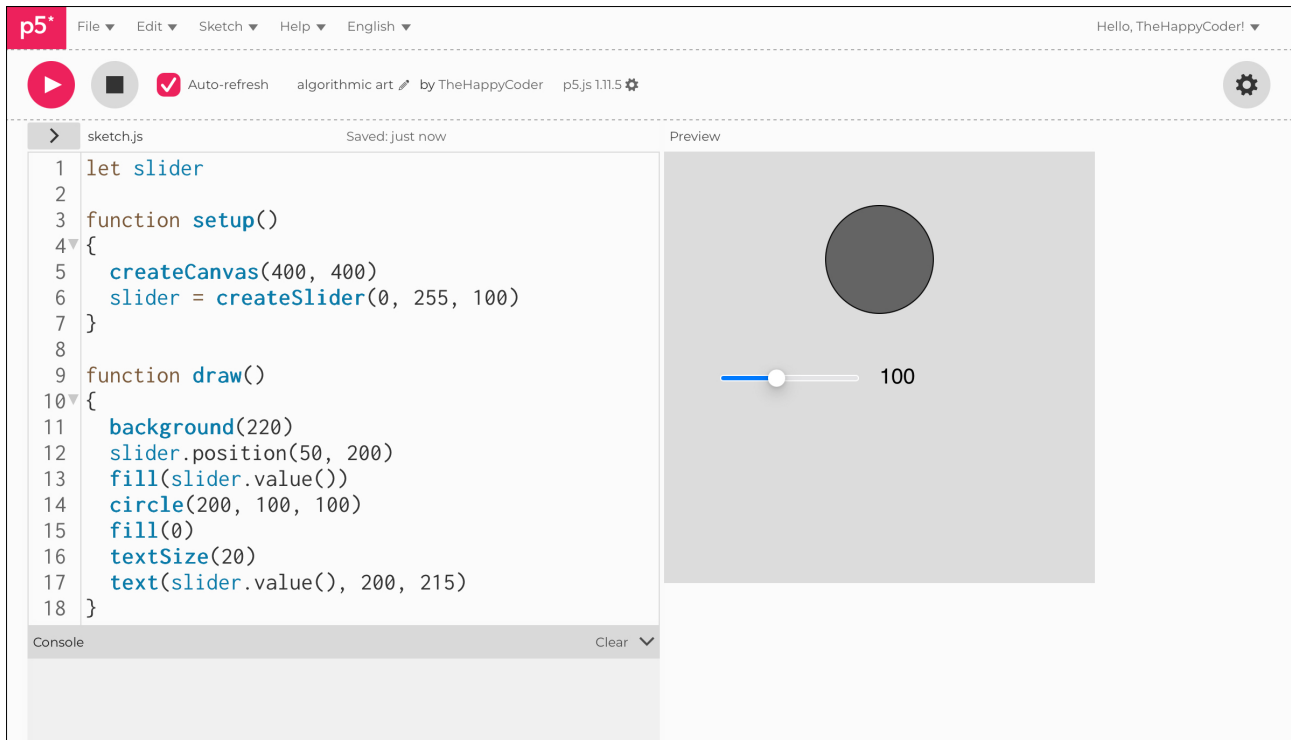 p5* File Edit Sketch Help English Hello, TheHappyCoder!
Auto-refresh algorithmic art by TheHappyCoder p5.js 1.11.5
sketch.js Saved: just now Preview
1 let slider
2
3 function setup()
4 {
5   createCanvas(400, 400)
6   slider = createSlider(0, 255, 100)
7 }
8
9 function draw()
10 {
11   background(220)
12   slider.position(50, 200)
13   fill(slider.value())
14   circle(200, 100, 100)
15   fill(0)
16   textSize(20)
17   text(slider.value(), 200, 215)
18 }
Console Clear
100